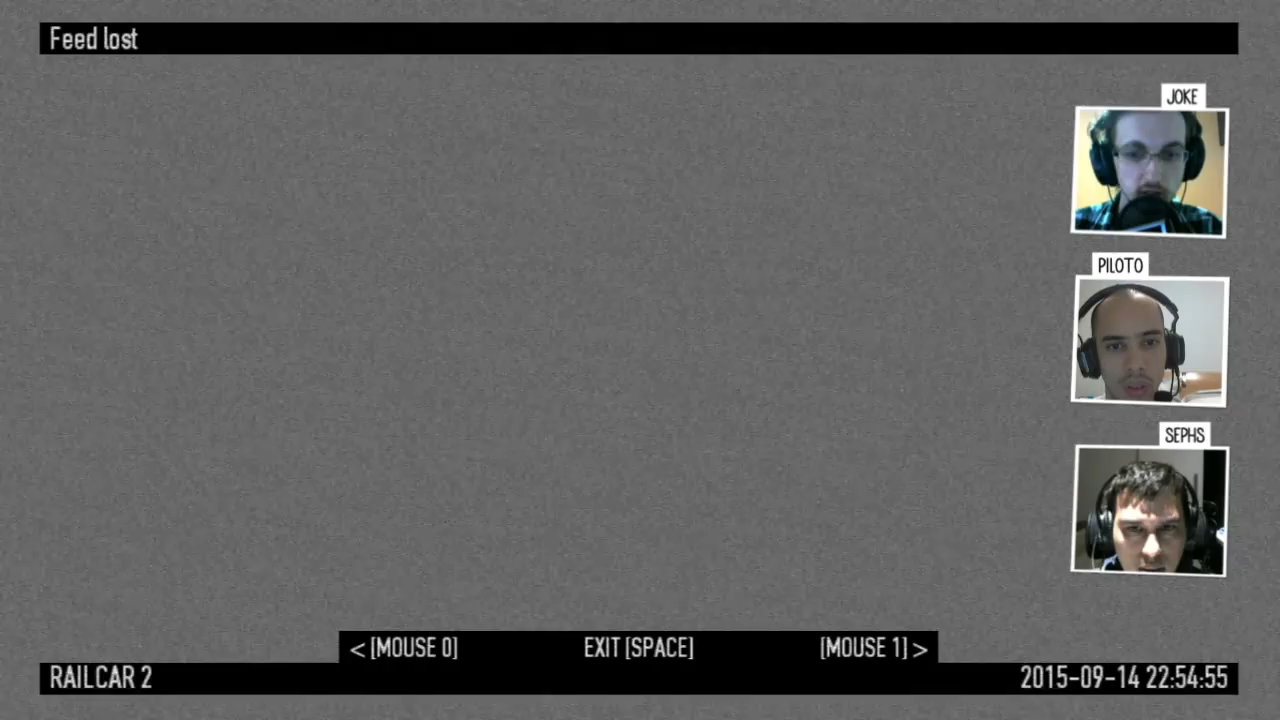 Feed lost
JOKE
PILOTO
SEPHS
< [MOUSE 0] EXIT [SPACE] [MOUSE 1] >
RAILCAR 2 2015-09-14 22:54:55